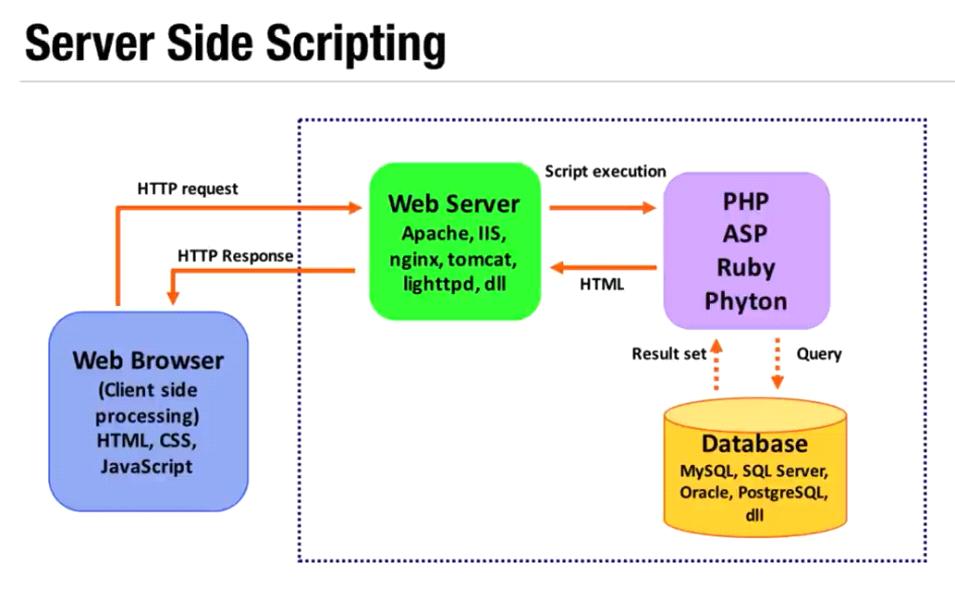 Server Side Scripting
HTTP request
HTTP Response
Web Browser
(Client side
processing)
HTML, CSS,
JavaScript
Web Server
Apache, IIS,
nginx, tomcat,
lighttpd, dll
Script execution
HTML
PHP
ASP
Ruby
Phyton
Result set
Query
Database
MySQL, SQL Server,
Oracle, PostgreSQL,
dll